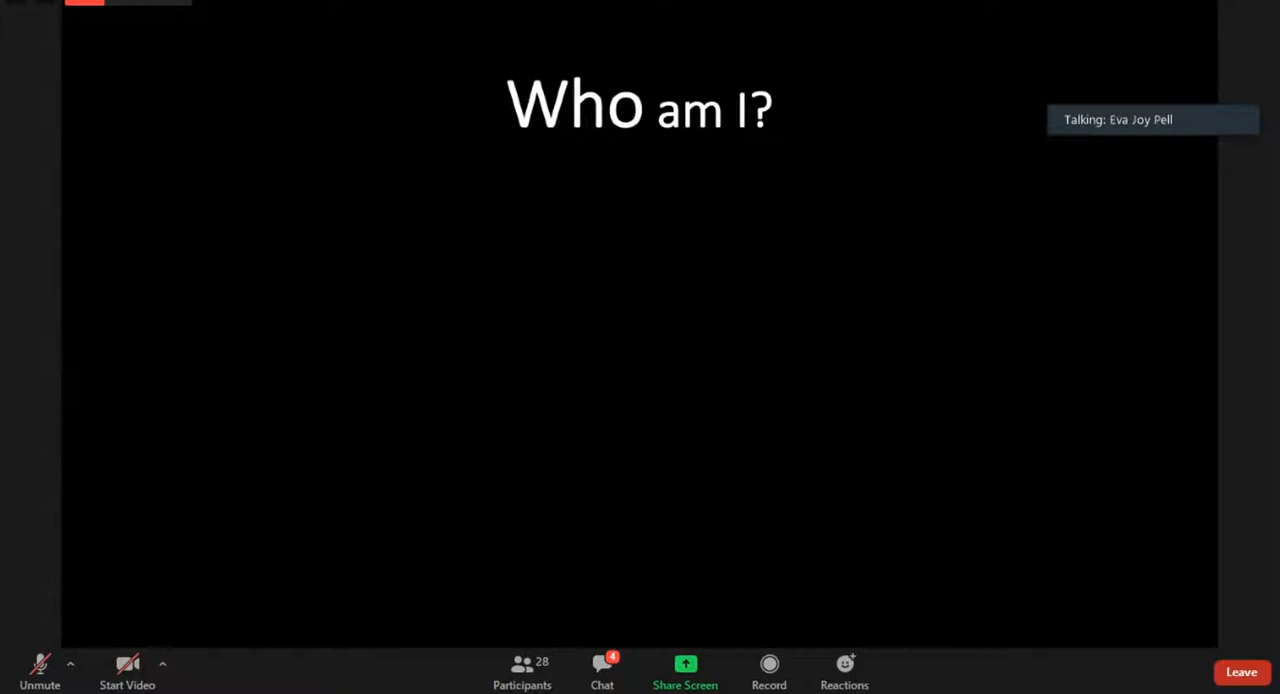 Who am I?
Talking: Eva Joy Pell
28
4
Unmute
Start Video
Participants
Chat
Share Screen
Record
Reactions
Leave